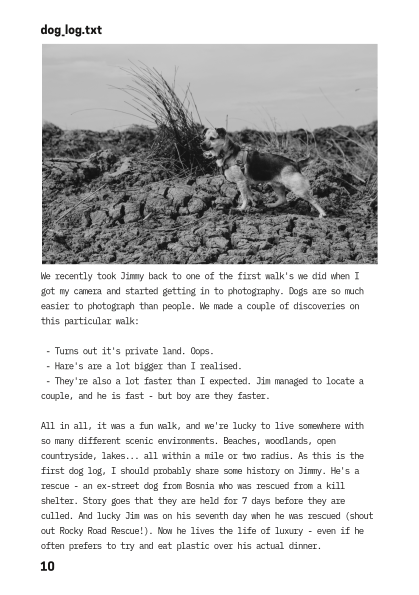 dog_log.txt
We recently took Jimmy back to one of the first walk's we did when I
got my camera and started getting in to photography. Dogs are so much
easier to photograph than people. We made a couple of discoveries on
this particular walk:
- Turns out it's private land. Oops.
- Hare's are a lot bigger than I realised.
- They're also a lot faster than I expected. Jim managed to locate a
couple, and he is fast - but boy are they faster.
All in all, it was a fun walk, and we're lucky to live somewhere with
so many different scenic environments. Beaches, woodlands, open
countryside, lakes... all within a mile or two radius. As this is the
first dog log, I should probably share some history on Jimmy. He's a
rescue - an ex-street dog from Bosnia who was rescued from a kill
shelter. Story goes that they are held for 7 days before they are
culled. And lucky Jim was on his seventh day when he was rescued (shout
out Rocky Road Rescue!). Now he lives the life of luxury - even if he
often prefers to try and eat plastic over his actual dinner.
10